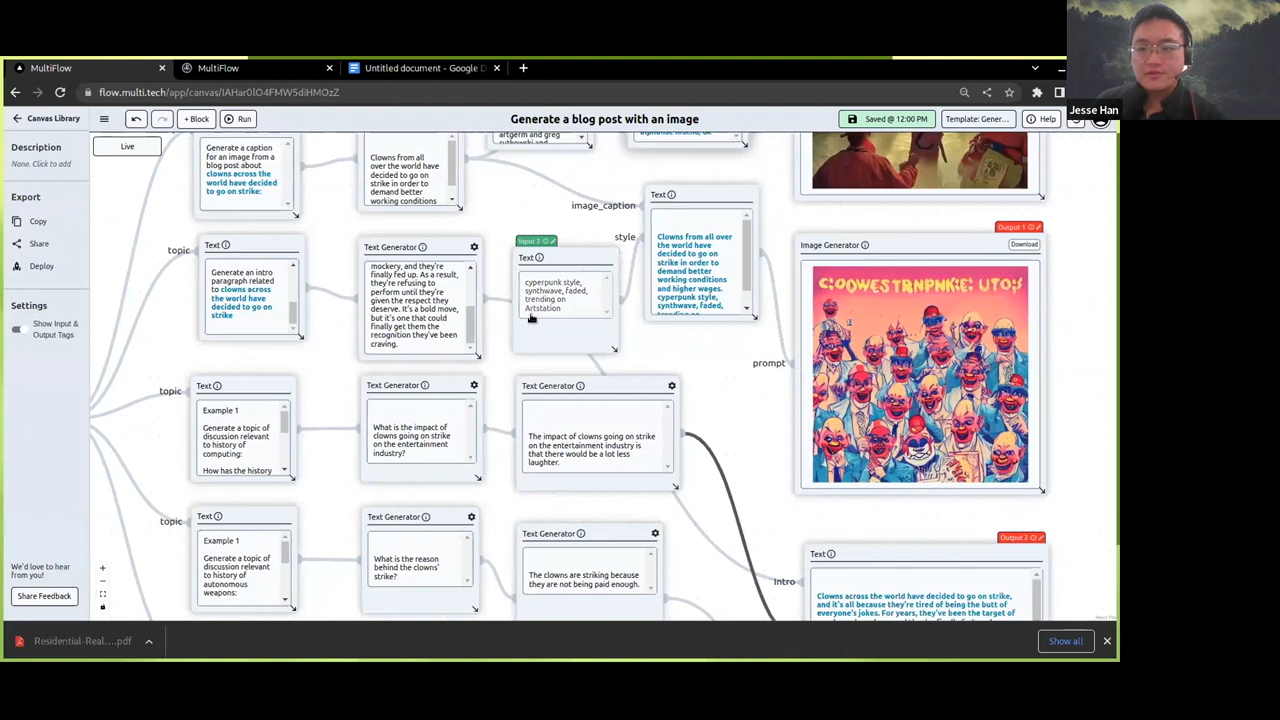 Jesse Han
MultiFlow
MultiFlow
Untitled document - Google D
flow.multi.tech/app/canvas/
Canvas Library
+ Block
Run
Generate a blog post with an image
Saved @ 12:00 PM
Template: Gener...
Help
Description
None. Click to add
Export
Copy
Share
Deploy
Settings
Show Input &
Output Tags
We'd love to hear
from you!
Share Feedback
Live
Generate a caption
for an image from a
blog post about
clowns across the
world have decided
to go on strike:
Clowns from all
over the world have
decided to go on
strike in order to
demand better
working conditions
artgerm and greg
rutkowski and
image_caption
style
Text
Clowns from all
over the world have
decided to go on
strike in order to
demand better
working conditions
and higher wages.
cyperpunk style,
synthwave, faded,
trending on
topic
Text
Generate an intro
paragraph related
to clowns across
the world have
decided to go on
strike
Text Generator
mockery, and they're
finally fed up. As a result,
they're refusing to
perform until they're
given the respect they
deserve. It's a bold move,
but it's one that could
finally get them the
recognition they've been
craving.
Input 2
Text
cyperpunk style,
synthwave, faded,
trending on
Artstation
Output 1
Image Generator
Download
prompt
topic
Text
Example 1
Generate a topic of
discussion relevant
to history of
computing:
How has the history
Text Generator
What is the impact of
clowns going on strike
on the entertainment
industry?
Text Generator
The impact of clowns going on strike
on the entertainment industry is
that there would be a lot less
laughter.
topic
Text
Example 1
Generate a topic of
discussion relevant
to history of
autonomous
weapons:
Text Generator
What is the reason
behind the clowns'
strike?
Text Generator
The clowns are striking because
they are not being paid enough.
Intro
Output 2
Text
Clowns across the world have decided to go on strike,
and it's all because they're tired of being the butt of
everyone's jokes. For years, they've been the target of
Residential-Real....pdf
Show all